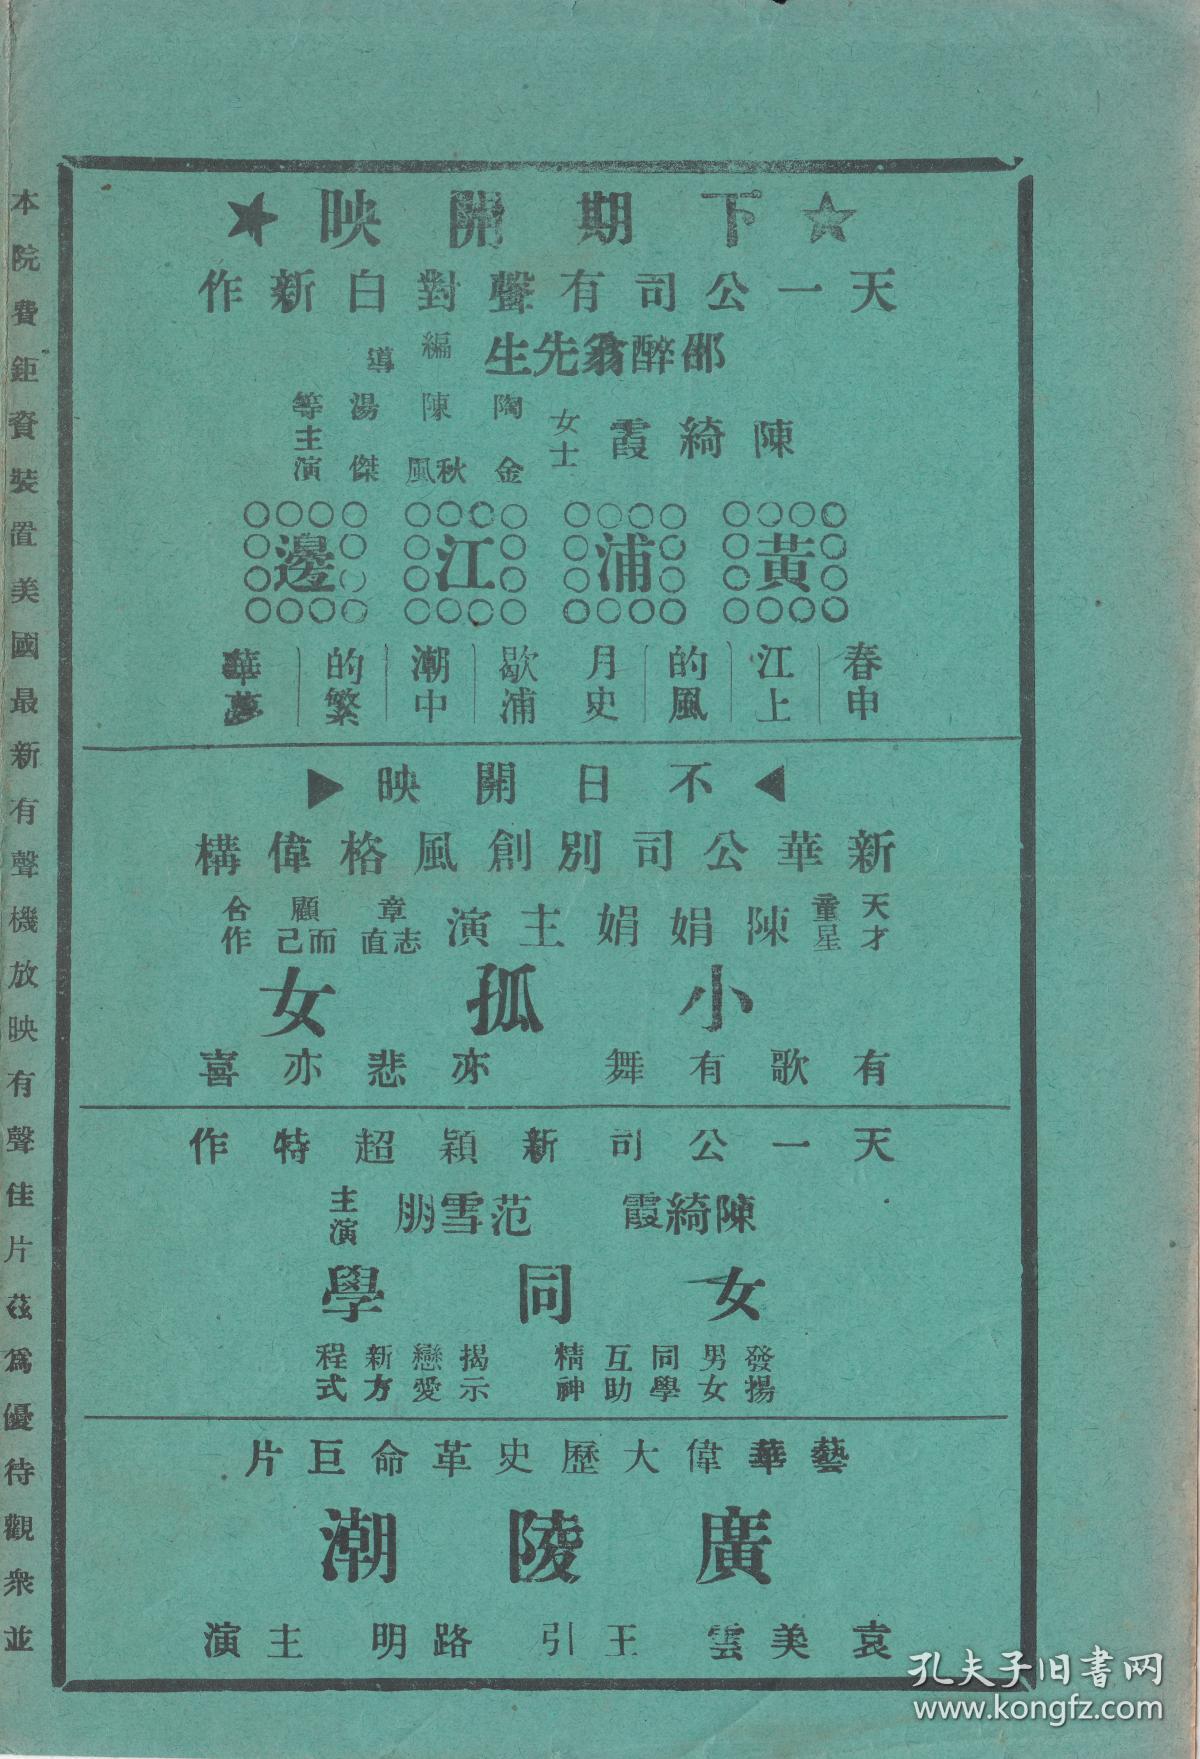 ☆下期開映★
天一公司有聲對白新作
邵醉翁先生編導
陳綺霞女士 陶金 陳秋風 湯傑 等主演
黃浦江邊
春申江上的風月史
歇浦潮中的繁華夢
◀不日開映▶
新華公司別創風格偉構
天才童星 陳娟娟主演 章志直 顧而己 合作
小孤女
有歌有舞 亦悲亦喜
天一公司新穎超特作
陳綺霞 范雪朋 主演
女同學
發揚男女同學互助精神
揭示戀愛新方程式
藝華偉大歷史革命巨片
廣陵潮
袁美雲 王引 路明 主演
本院費鉅資裝置美國最新有聲機放映有聲佳片茲爲優待觀衆並
孔夫子旧書网
www.kongfz.com